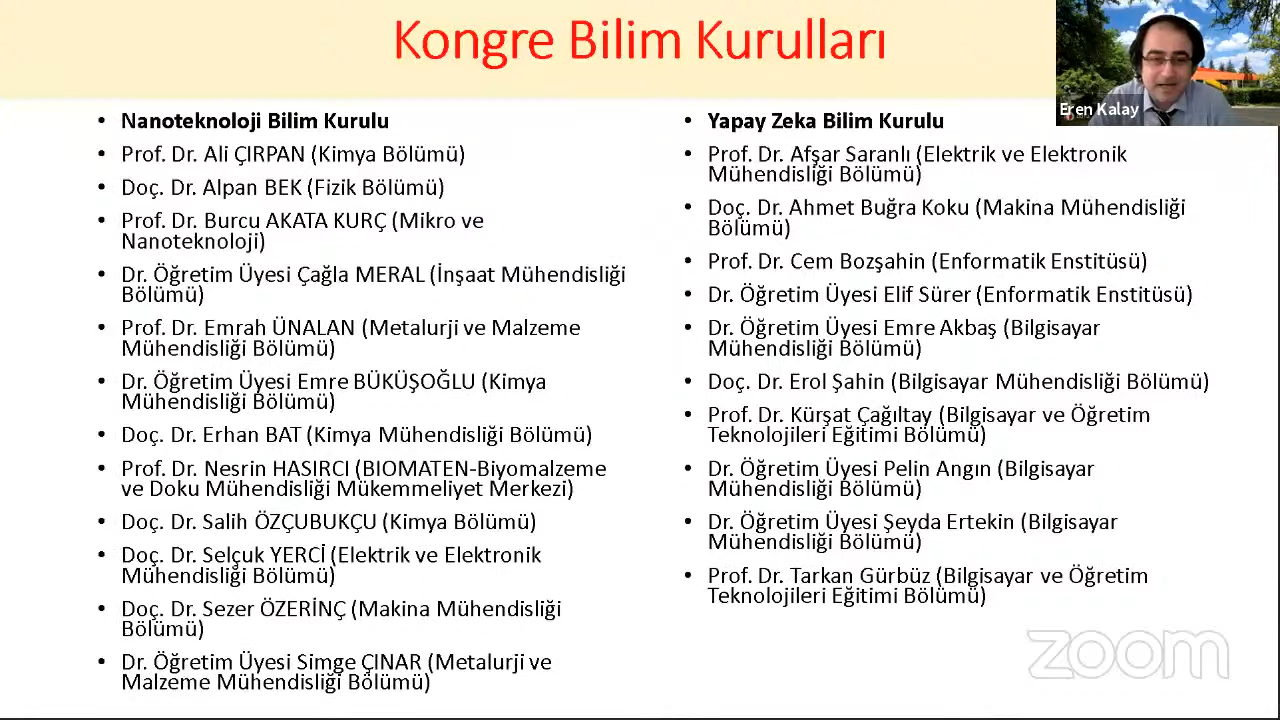 Kongre Bilim Kurulları
Eren Kalay
• Nanoteknoloji Bilim Kurulu
• Prof. Dr. Ali ÇIRPAN (Kimya Bölümü)
• Doç. Dr. Alpan BEK (Fizik Bölümü)
• Prof. Dr. Burcu AKATA KURÇ (Mikro ve
Nanoteknoloji)
• Dr. Öğretim Üyesi Çağla MERAL (İnşaat Mühendisliği
Bölümü)
• Prof. Dr. Emrah ÜNALAN (Metalurji ve Malzeme
Mühendisliği Bölümü)
• Dr. Öğretim Üyesi Emre BÜKÜŞOĞLU (Kimya
Mühendisliği Bölümü)
• Doç. Dr. Erhan BAT (Kimya Mühendisliği Bölümü)
• Prof. Dr. Nesrin HASIRCI (BIOMATEN-Biyomalzeme
ve Doku Mühendisliği Mükemmeliyet Merkezi)
• Doç. Dr. Salih ÖZÇUBUKÇU (Kimya Bölümü)
• Doç. Dr. Selçuk YERCİ (Elektrik ve Elektronik
Mühendisliği Bölümü)
• Doç. Dr. Sezer ÖZERİNÇ (Makina Mühendisliği
Bölümü)
• Dr. Öğretim Üyesi Simge ÇINAR (Metalurji ve
Malzeme Mühendisliği Bölümü)
• Yapay Zeka Bilim Kurulu
• Prof. Dr. Afşar Saranlı (Elektrik ve Elektronik
Mühendisliği Bölümü)
• Doç. Dr. Ahmet Buğra Koku (Makina Mühendisliği
Bölümü)
• Prof. Dr. Cem Bozşahin (Enformatik Enstitüsü)
• Dr. Öğretim Üyesi Elif Sürer (Enformatik Enstitüsü)
• Dr. Öğretim Üyesi Emre Akbaş (Bilgisayar
Mühendisliği Bölümü)
• Doç. Dr. Erol Şahin (Bilgisayar Mühendisliği Bölümü)
• Prof. Dr. Kürşat Çağıltay (Bilgisayar ve Öğretim
Teknolojileri Eğitimi Bölümü)
• Dr. Öğretim Üyesi Pelin Angın (Bilgisayar
Mühendisliği Bölümü)
• Dr. Öğretim Üyesi Şeyda Ertekin (Bilgisayar
Mühendisliği Bölümü)
• Prof. Dr. Tarkan Gürbüz (Bilgisayar ve Öğretim
Teknolojileri Eğitimi Bölümü)
zoom